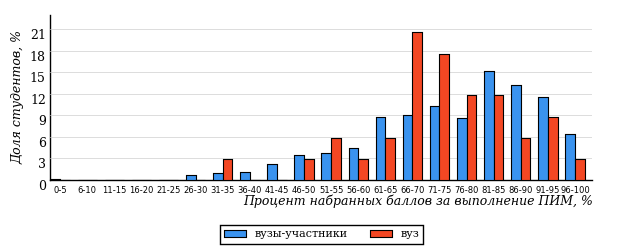 Доля студентов, %
21
18
15
12
9
6
3
0
0-5 6-10 11-15 16-20 21-25 26-30 31-35 36-40 41-45 46-50 51-55 56-60 61-65 66-70 71-75 76-80 81-85 86-90 91-95 96-100
Процент набранных баллов за выполнение ПИМ, %
вузы-участники вуз